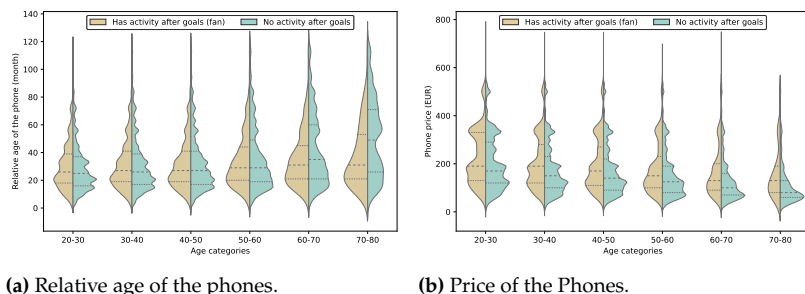 Has activity after goals (fan) No activity after goals
140
120
100
80
60
40
20
0
Relative age of the phone (month)
20-30 30-40 40-50 50-60 60-70 70-80
Age categories
Has activity after goals (fan) No activity after goals
800
600
400
200
0
Phone price (EUR)
20-30 30-40 40-50 50-60 60-70 70-80
Age categories
(a) Relative age of the phones.
(b) Price of the Phones.